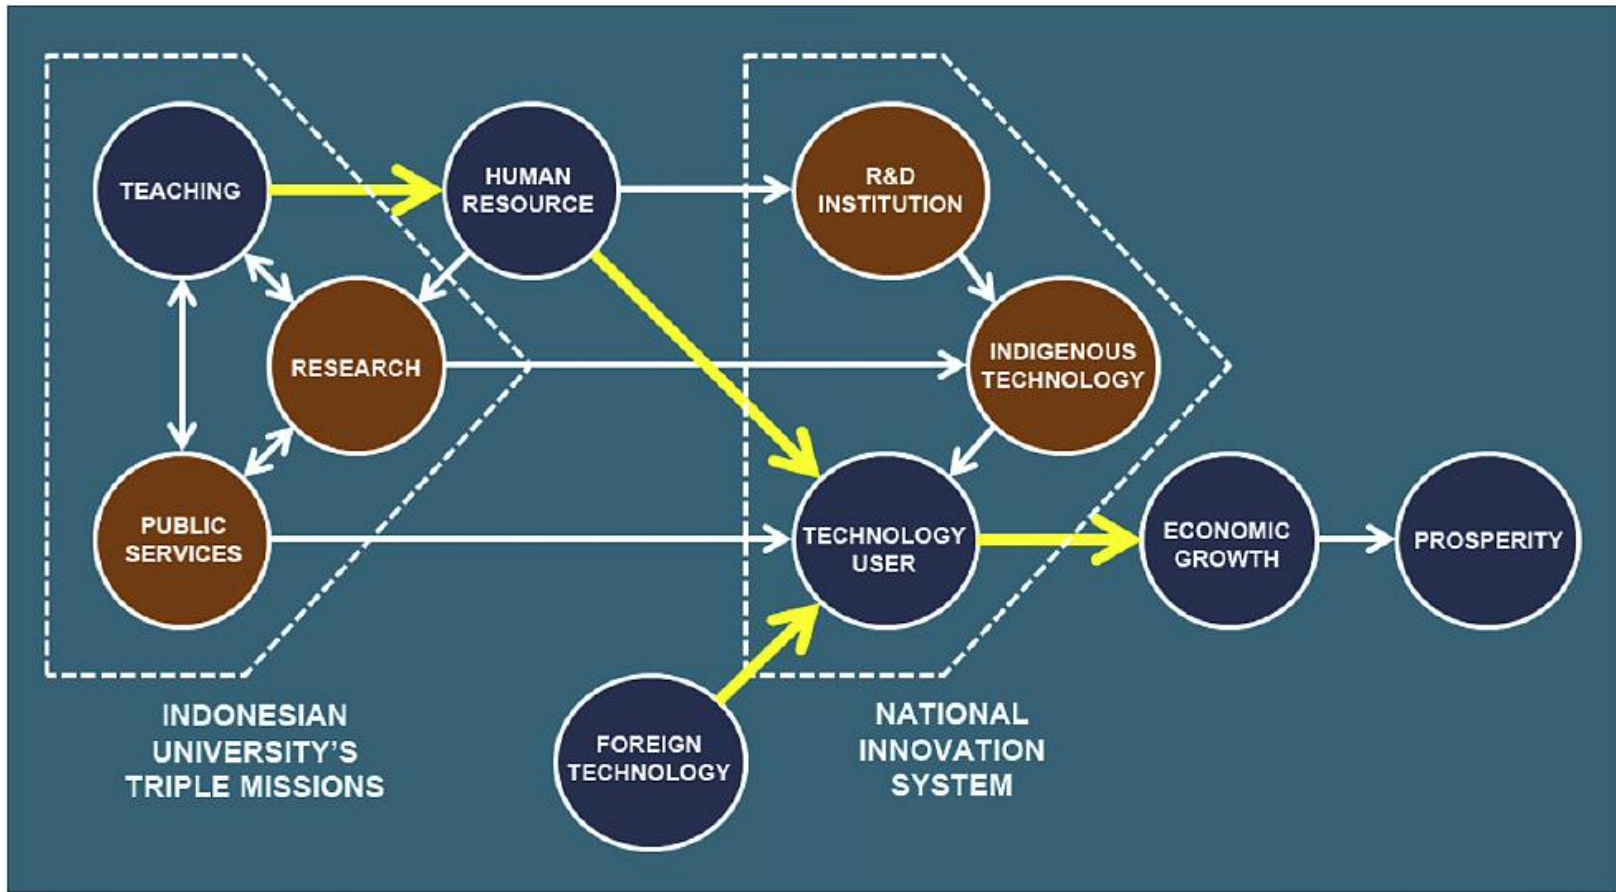 TEACHING
HUMAN
RESOURCE
R&D
INSTITUTION
RESEARCH
INDIGENOUS
TECHNOLOGY
PUBLIC
SERVICES
TECHNOLOGY
USER
ECONOMIC
GROWTH
PROSPERITY
FOREIGN
TECHNOLOGY
INDONESIAN
UNIVERSITY'S
TRIPLE MISSIONS
NATIONAL
INNOVATION
SYSTEM